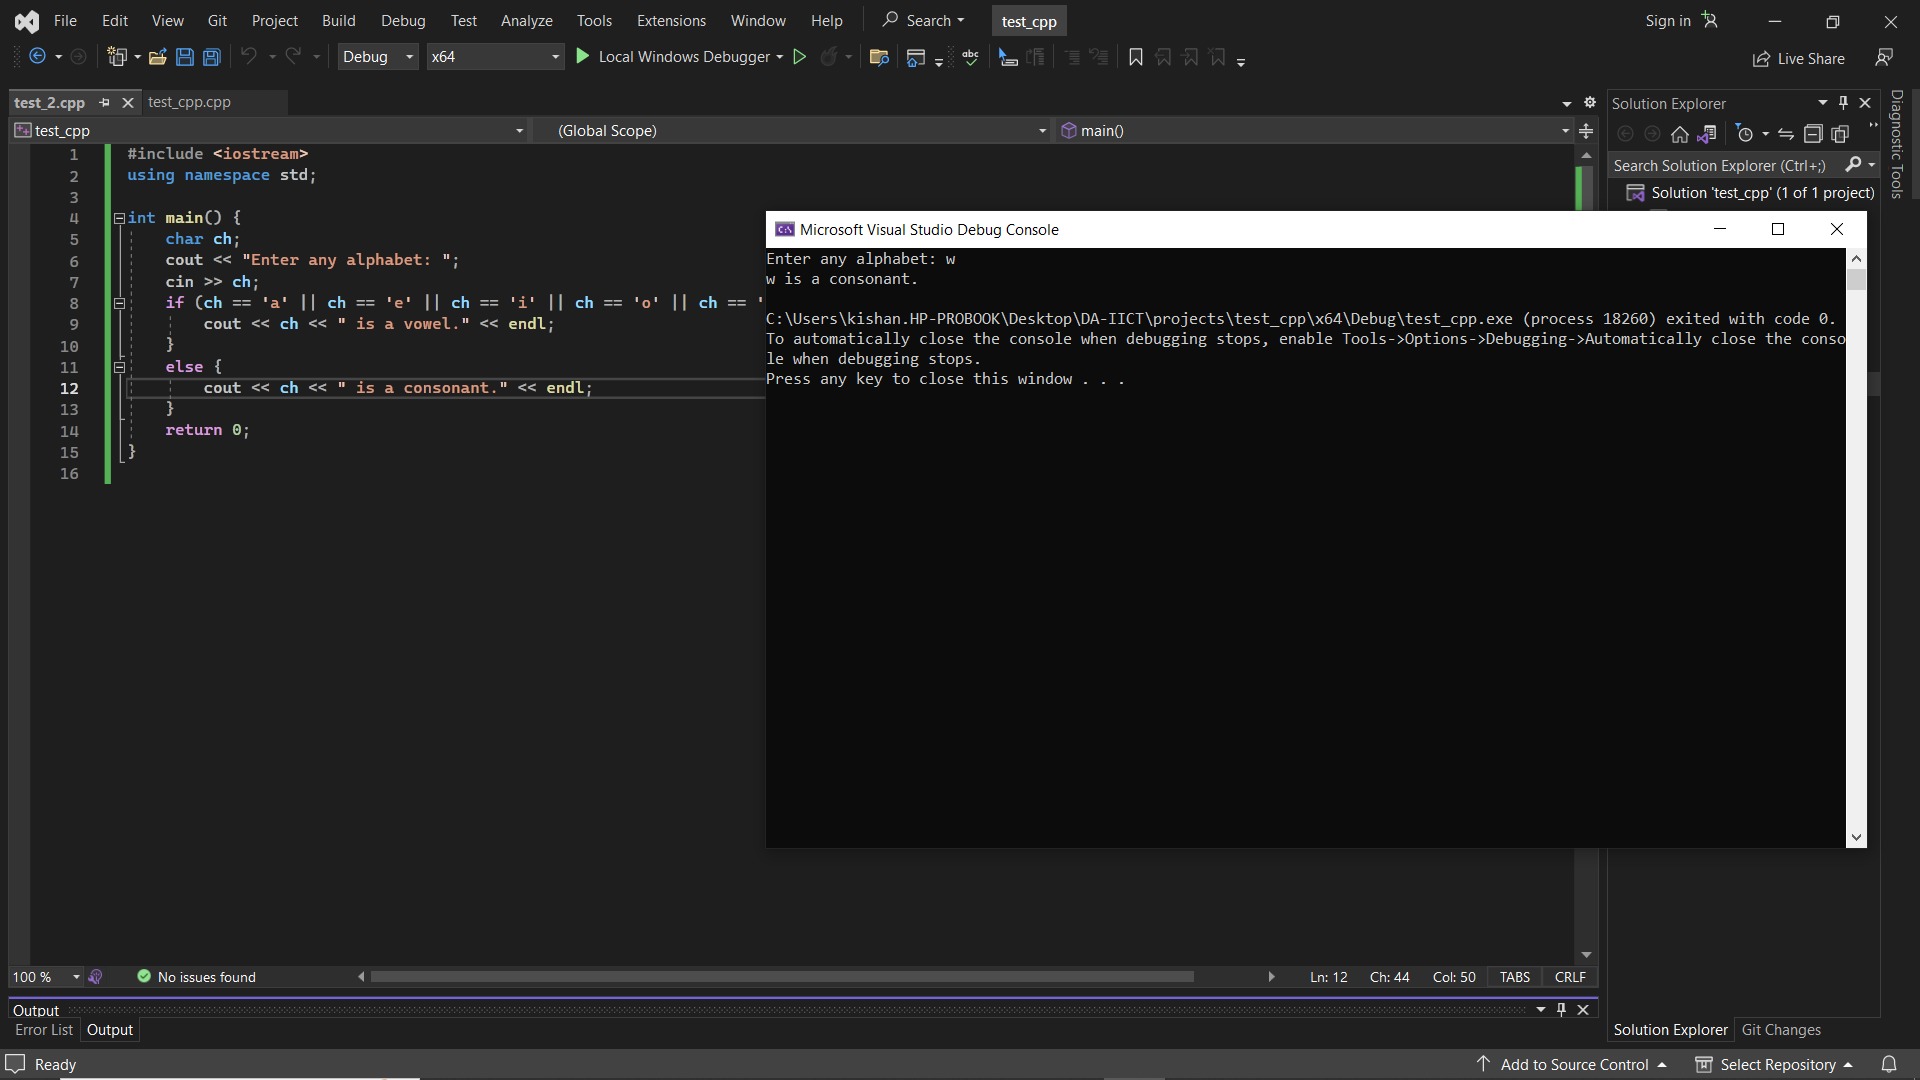 File Edit View Git Project Build Debug Test Analyze Tools Extensions Window Help Search test_cpp Sign in
Debug x64 Local Windows Debugger abc Live Share
test_2.cpp test_cpp.cpp
test_cpp (Global Scope) main()
1 #include <iostream>
2 using namespace std;
3
4 int main() {
5 char ch;
6 cout << "Enter any alphabet: ";
7 cin >> ch;
8 if (ch == 'a' || ch == 'e' || ch == 'i' || ch == 'o' || ch == '
9 cout << ch << " is a vowel." << endl;
10 }
11 else {
12 cout << ch << " is a consonant." << endl;
13 }
14 return 0;
15 }
16
Microsoft Visual Studio Debug Console
Enter any alphabet: w
w is a consonant.
C:\Users\kishan.HP-PROBOOK\Desktop\DA-IICT\projects\test_cpp\x64\Debug\test_cpp.exe (process 18260) exited with code 0.
To automatically close the console when debugging stops, enable Tools->Options->Debugging->Automatically close the conso
le when debugging stops.
Press any key to close this window . . .
Solution Explorer
Search Solution Explorer (Ctrl+;)
Solution 'test_cpp' (1 of 1 project)
Diagnostic Tools
100 % No issues found Ln: 12 Ch: 44 Col: 50 TABS CRLF
Output
Error List Output
Solution Explorer Git Changes
Ready Add to Source Control Select Repository